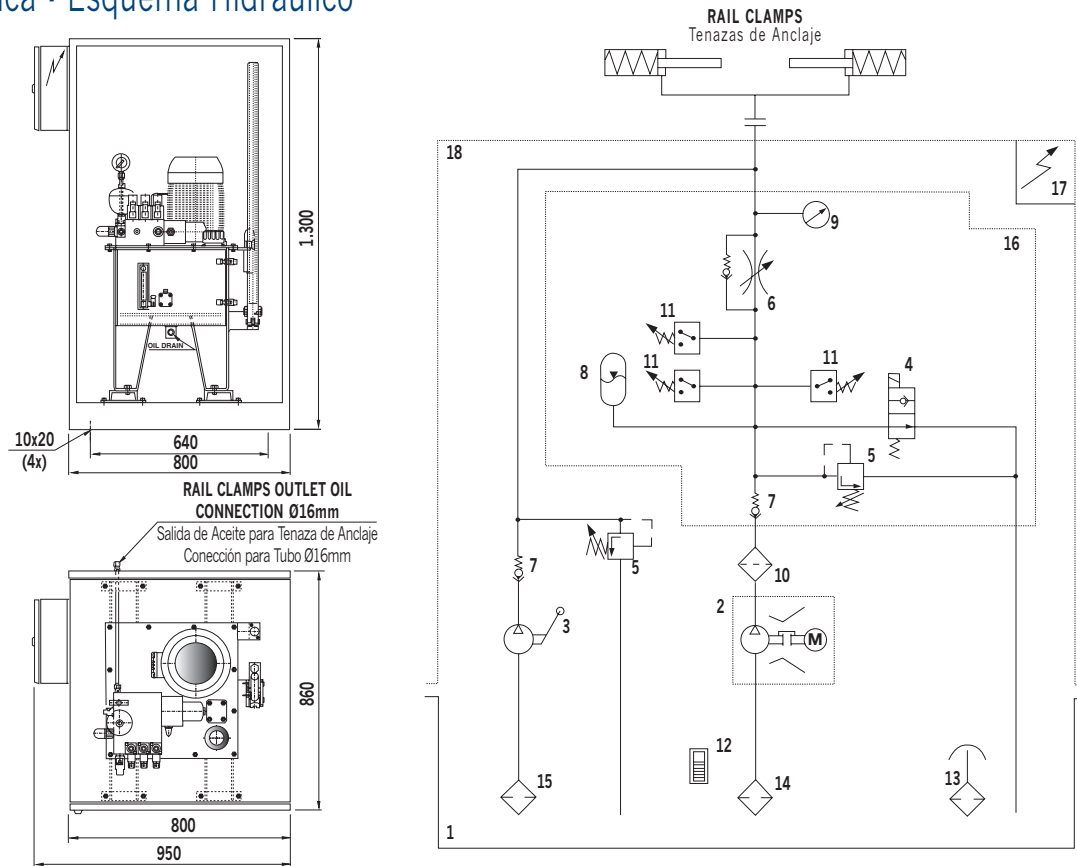 ica - Esquema Hidráulico
1.300
OIL DRAIN
10x20
(4x)
640
800
RAIL CLAMPS OUTLET OIL
CONNECTION Ø16mm
Salida de Aceite para Tenaza de Anclaje
Conección para Tubo Ø16mm
860
800
950
RAIL CLAMPS
Tenazas de Anclaje
18
17
9
16
6
11
11
11
8
4
5
7
10
7
5
2
3
M
12
15
14
13
1